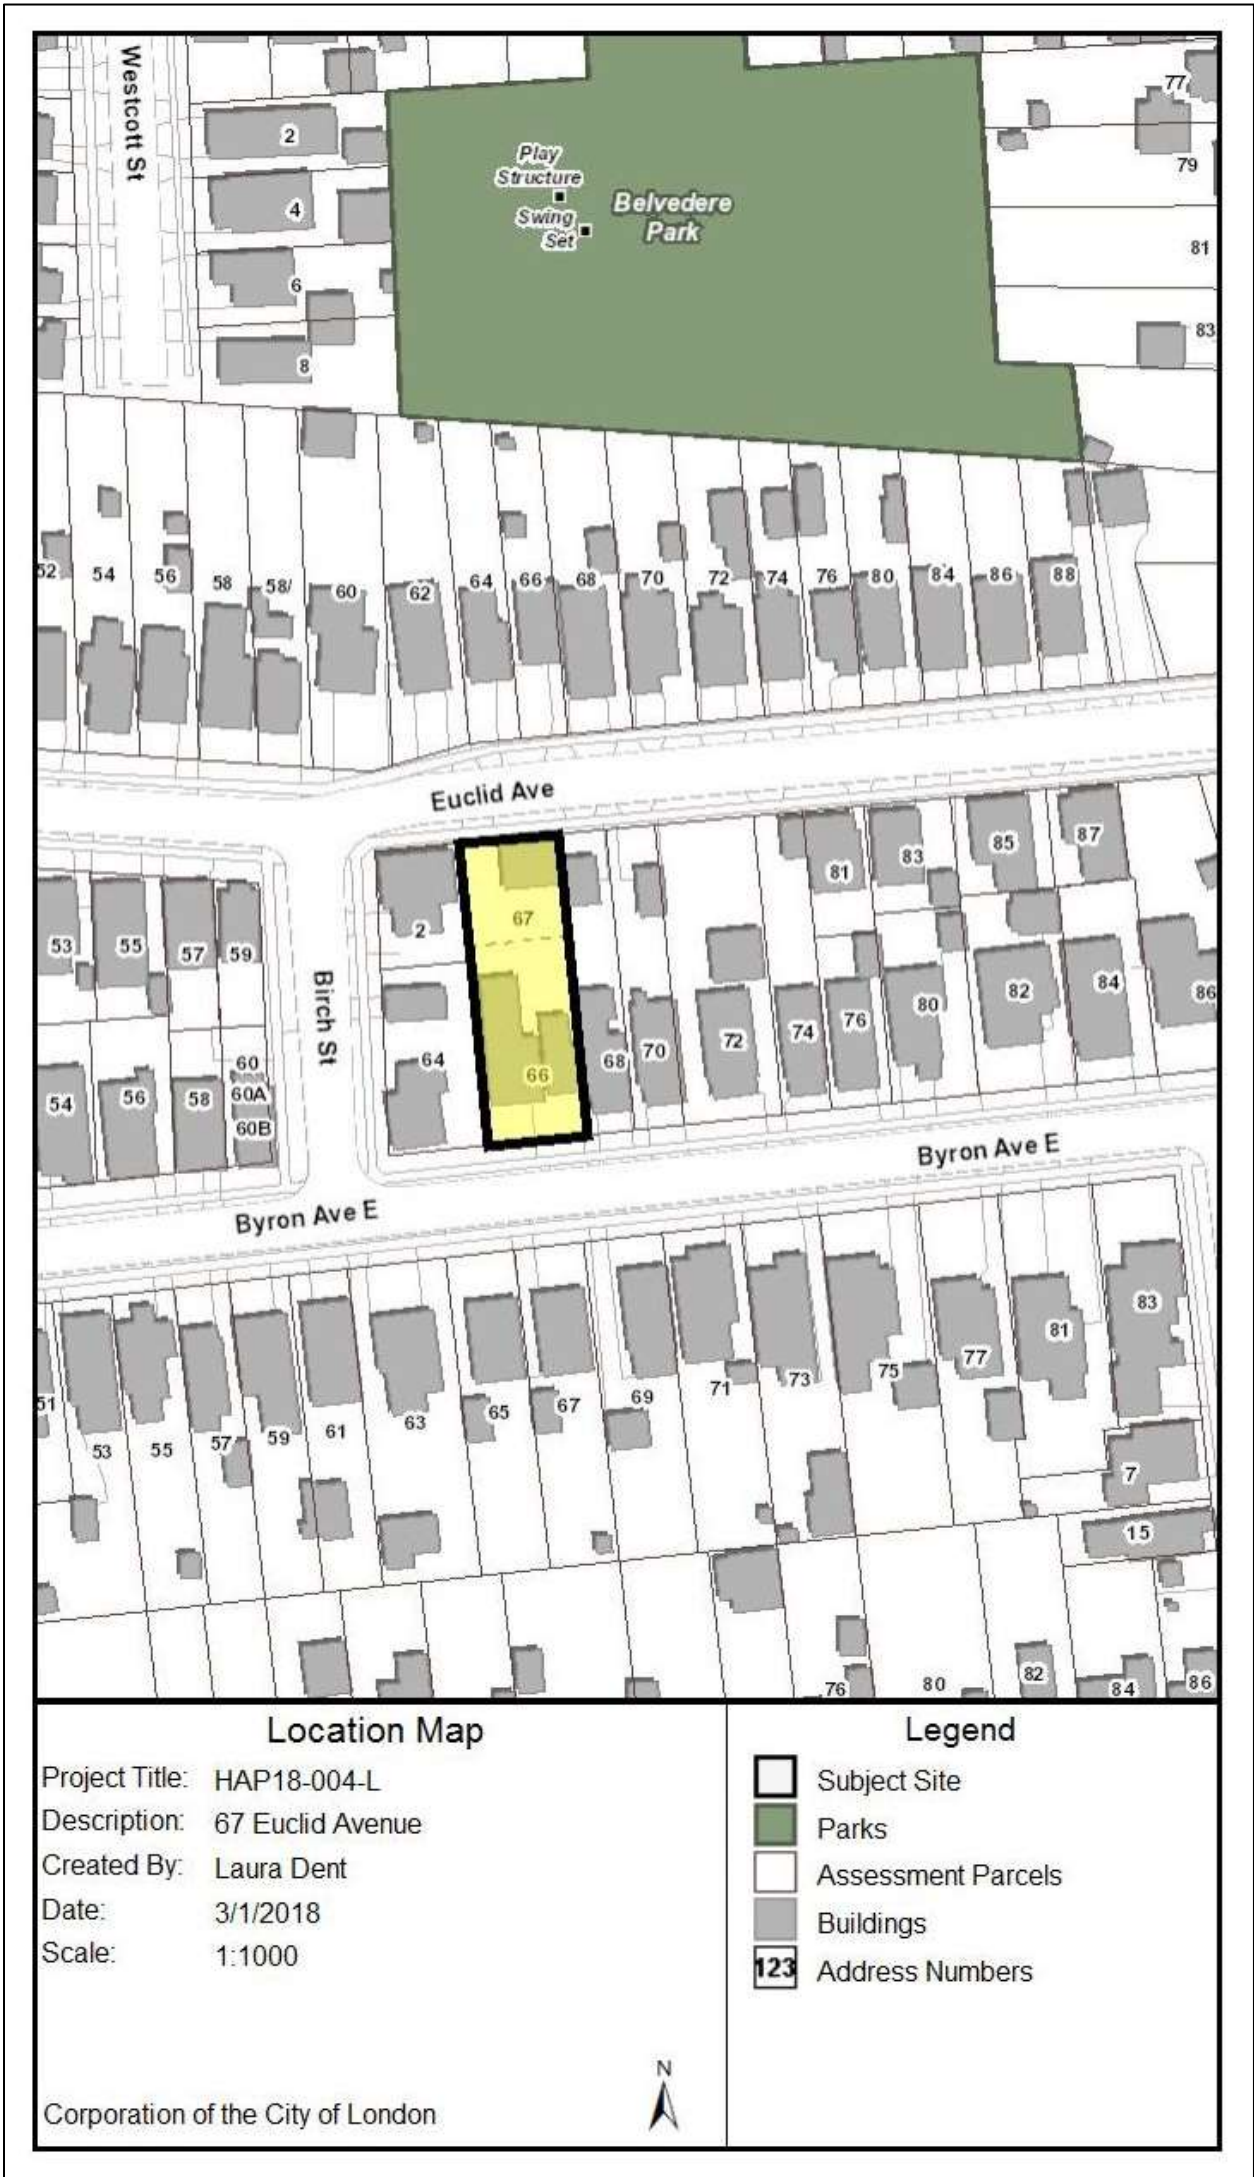 Westcott St
77
2
Play
Structure
79
4
Belvedere
Park
Swing
Set
81
6
83
8
52
54
56
58
58/
60
62
64
66
68
70
72
74
76
80
84
86
88
Euclid Ave
81
83
85
87
53
55
57
59
2
67
Birch St
54
56
58
60
60A
60B
64
66
68
70
72
74
76
80
82
84
86
Byron Ave E
Byron Ave E
51
53
55
57
59
61
63
65
67
69
71
73
75
77
81
83
7
15
76
80
82
84
86
Location Map
Project Title: HAP18-004-L
Description: 67 Euclid Avenue
Created By: Laura Dent
Date: 3/1/2018
Scale: 1:1000
Corporation of the City of London
N
Legend
Subject Site
Parks
Assessment Parcels
Buildings
123 Address Numbers